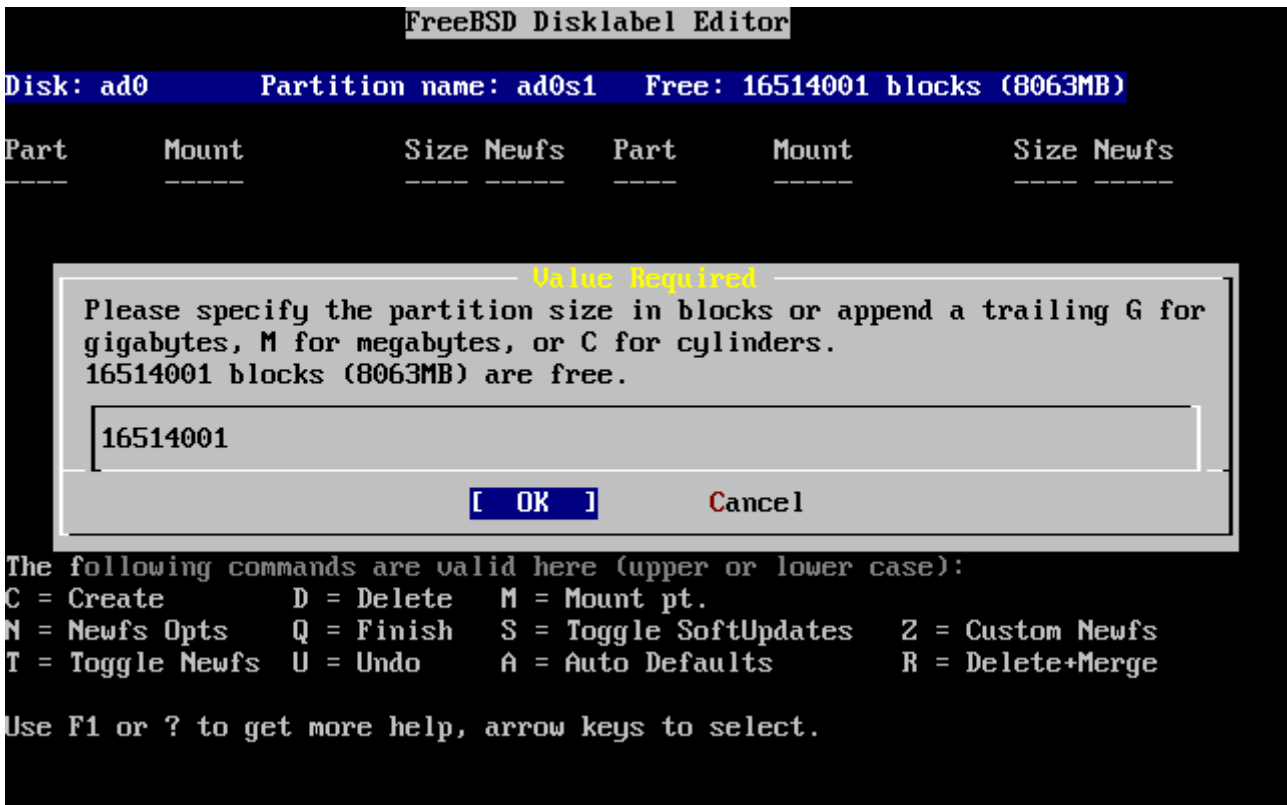 FreeBSD Disklabel Editor
Disk: ad0 Partition name: ad0s1 Free: 16514001 blocks (8063MB)
Part Mount Size Newfs Part Mount Size Newfs
---- ----- ---- ----- ---- ----- ---- -----
Value Required
Please specify the partition size in blocks or append a trailing G for
gigabytes, M for megabytes, or C for cylinders.
16514001 blocks (8063MB) are free.
16514001
[ OK ] Cancel
The following commands are valid here (upper or lower case):
C = Create D = Delete M = Mount pt.
N = Newfs Opts Q = Finish S = Toggle SoftUpdates Z = Custom Newfs
T = Toggle Newfs U = Undo A = Auto Defaults R = Delete+Merge
Use F1 or ? to get more help, arrow keys to select.